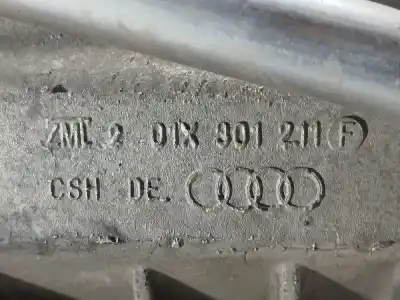 ZML 2 01X 301 211 F
CSH DE.